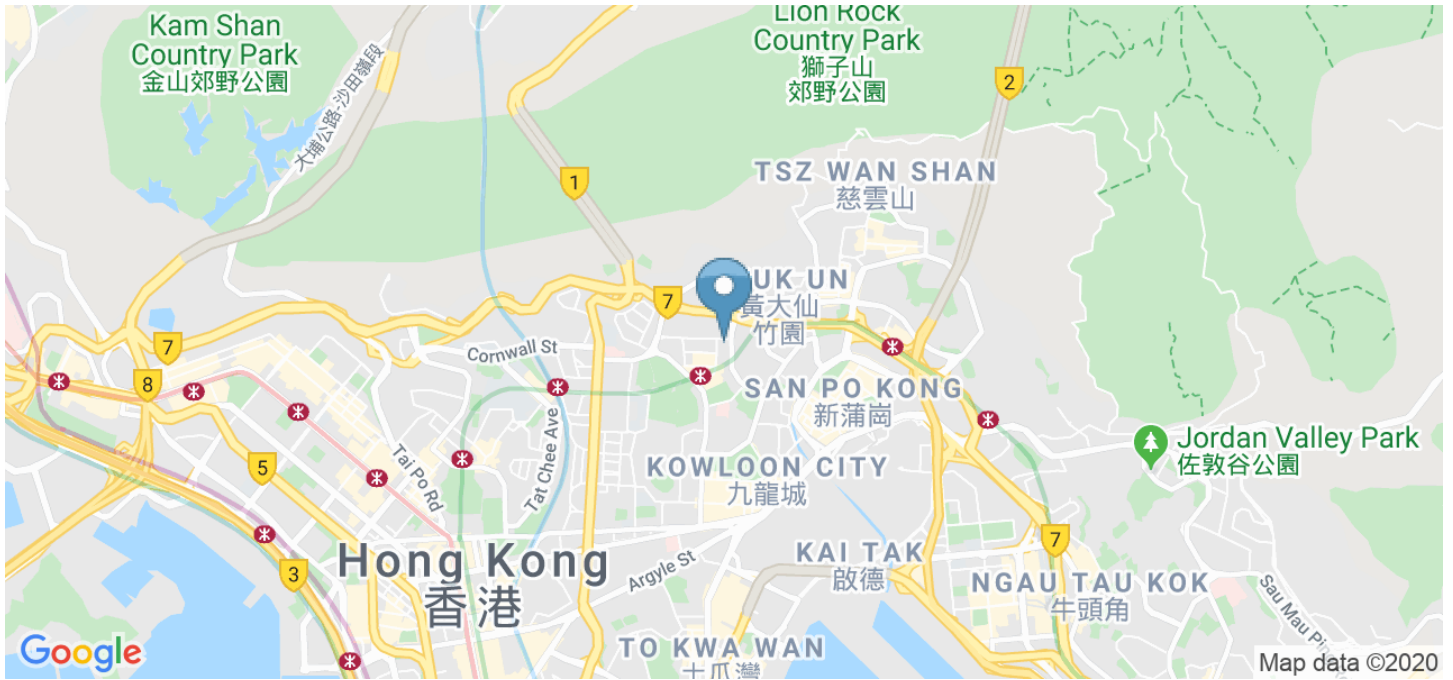 Kam Shan
Country Park
金山郊野公園
Lion Rock
Country Park
獅子山
郊野公園
2
大埔公路-沙田嶺段
1
TSZ WAN SHAN
慈雲山
UK UN
黃大仙
竹園
7
7
Cornwall St
8
SAN PO KONG
新蒲崗
Jordan Valley Park
佐敦谷公園
Tai Po Rd
Tat Chee Ave
5
KOWLOON CITY
九龍城
Hong Kong
香港
3
Argyle St
KAI TAK
啟德
7
NGAU TAU KOK
牛頭角
Sau Mau Pin
TO KWA WAN
土瓜灣
Google
Map data ©2020